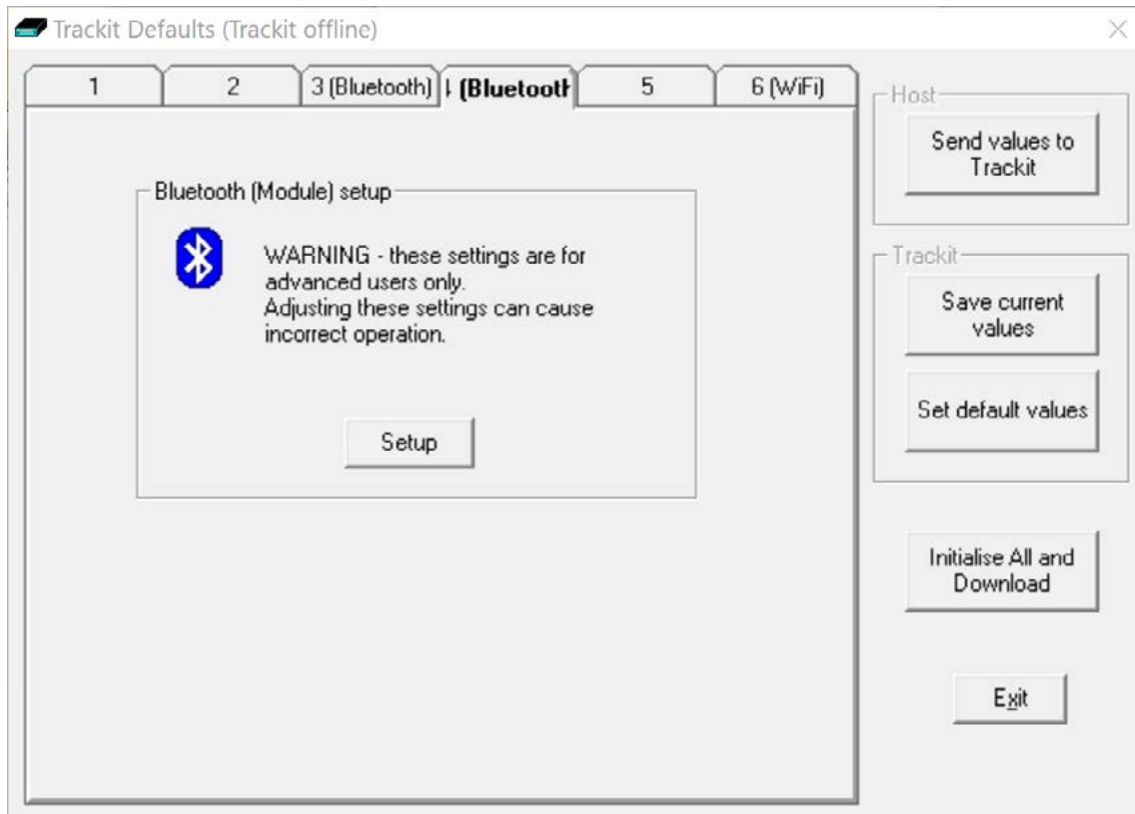 Trackit Defaults (Trackit offline)
1 2 3 (Bluetooth) (Bluetooth 5 6 (WiFi)
Host
Send values to
Trackit
Bluetooth (Module) setup
WARNING - these settings are for
advanced users only.
Adjusting these settings can cause
incorrect operation.
Setup
Trackit
Save current
values
Set default values
Initialise All and
Download
Exit